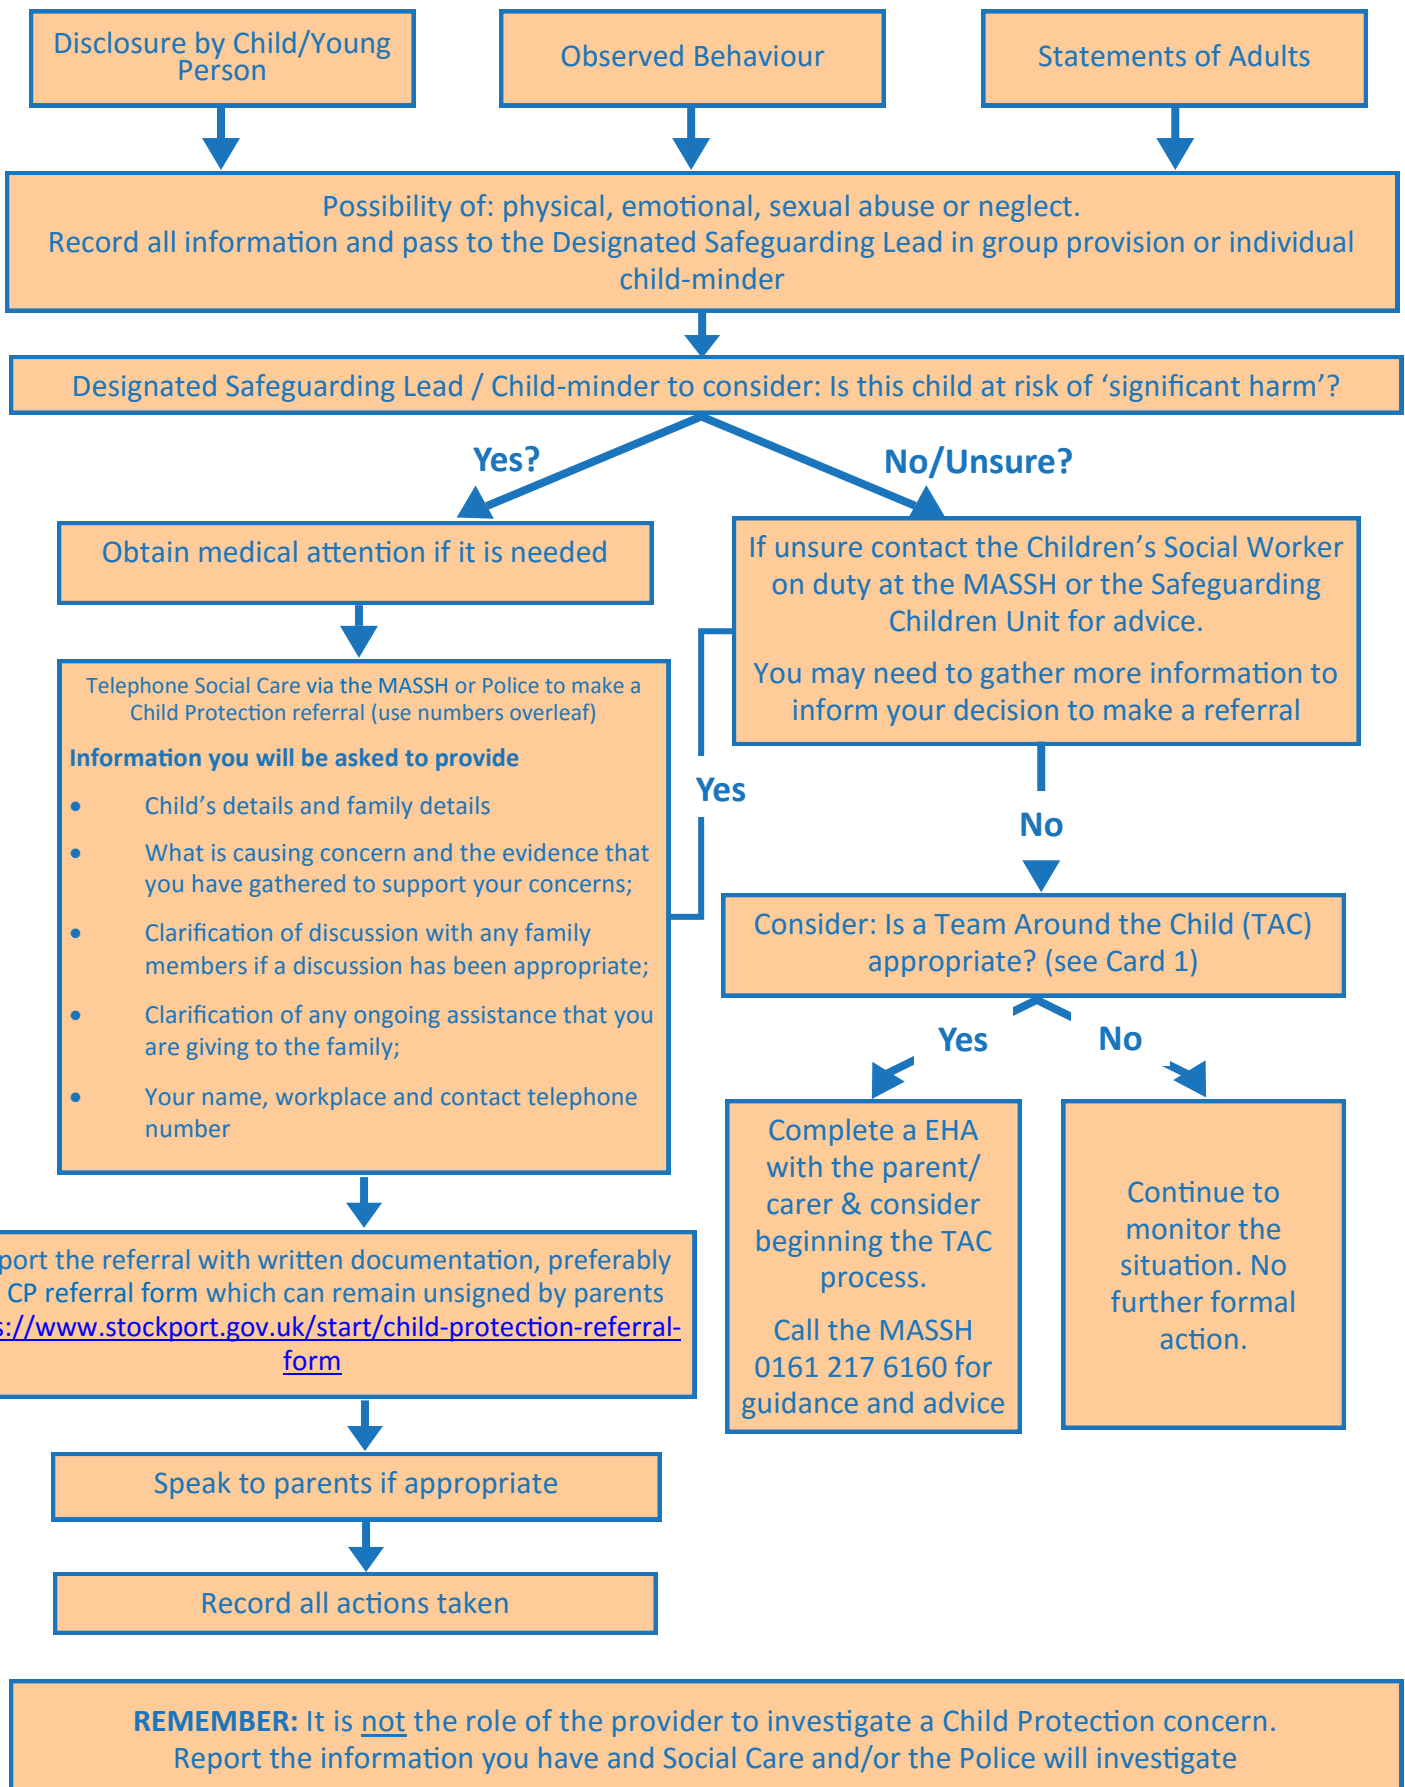 Disclosure by Child/Young
Person
Observed Behaviour
Statements of Adults
Possibility of: physical, emotional, sexual abuse or neglect.
Record all information and pass to the Designated Safeguarding Lead in group provision or individual
child-minder
Designated Safeguarding Lead / Child-minder to consider: Is this child at risk of ‘significant harm’?
Yes?
No/Unsure?
Obtain medical attention if it is needed
If unsure contact the Children’s Social Worker
on duty at the MASSH or the Safeguarding
Children Unit for advice.
You may need to gather more information to
inform your decision to make a referral
Telephone Social Care via the MASSH or Police to make a
Child Protection referral (use numbers overleaf)
Information you will be asked to provide
• Child’s details and family details
• What is causing concern and the evidence that
you have gathered to support your concerns;
• Clarification of discussion with any family
members if a discussion has been appropriate;
• Clarification of any ongoing assistance that you
are giving to the family;
• Your name, workplace and contact telephone
number
Yes
No
Consider: Is a Team Around the Child (TAC)
appropriate? (see Card 1)
Yes
No
Complete a EHA
with the parent/
carer & consider
beginning the TAC
process.
Call the MASSH
0161 217 6160 for
guidance and advice
Continue to
monitor the
situation. No
further formal
action.
port the referral with written documentation, preferably
CP referral form which can remain unsigned by parents
s://www.stockport.gov.uk/start/child-protection-referral-
form
Speak to parents if appropriate
Record all actions taken
REMEMBER: It is not the role of the provider to investigate a Child Protection concern.
Report the information you have and Social Care and/or the Police will investigate